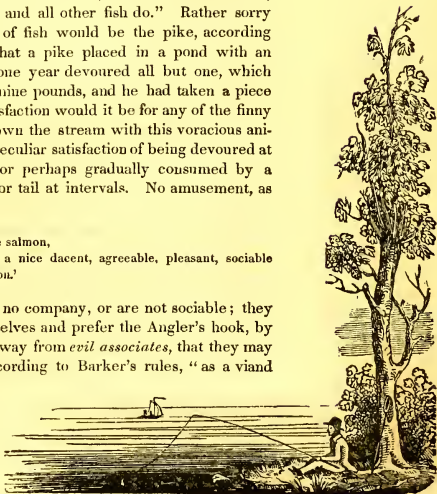 and all other fish do.” Rather sorry
of fish would be the pike, according
hat a pike placed in a pond with an
one year devoured all but one, which
nine pounds, and he had taken a piece
sfaction would it be for any of the finny
own the stream with this voracious ani-
eculiar satisfaction of being devoured at
or perhaps gradually consumed by a
or tail at intervals. No amusement, as
salmon,
a nice dacent, agreeable, pleasant, sociable
on.’
no company, or are not sociable; they
elves and prefer the Angler's hook, by
way from evil associates, that they may
cording to Barker's rules, “as a viand